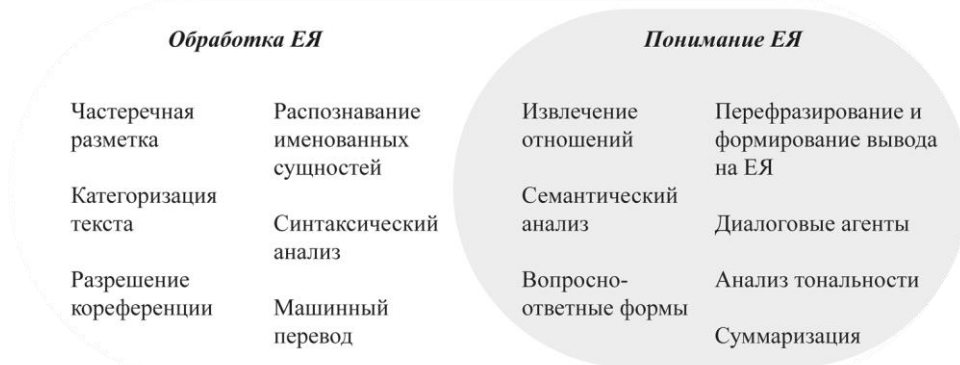 Обработка ЕЯ
Частеречная
разметка
Категоризация
текста
Разрешение
кореференции
Распознавание
именованных
сущностей
Синтаксический
анализ
Машинный
перевод
Понимание ЕЯ
Извлечение
отношений
Семантический
анализ
Вопросно-
ответные формы
Перефразирование и
формирование вывода
на ЕЯ
Диалоговые агенты
Анализ тональности
Суммаризация